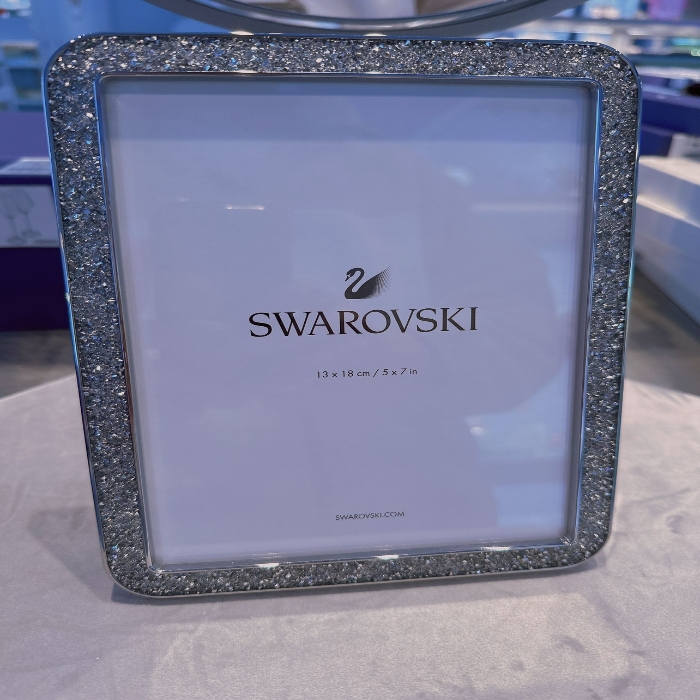 SWAROVSKI
13 x 18 cm / 5 x 7 in
SWAROVSKI.COM